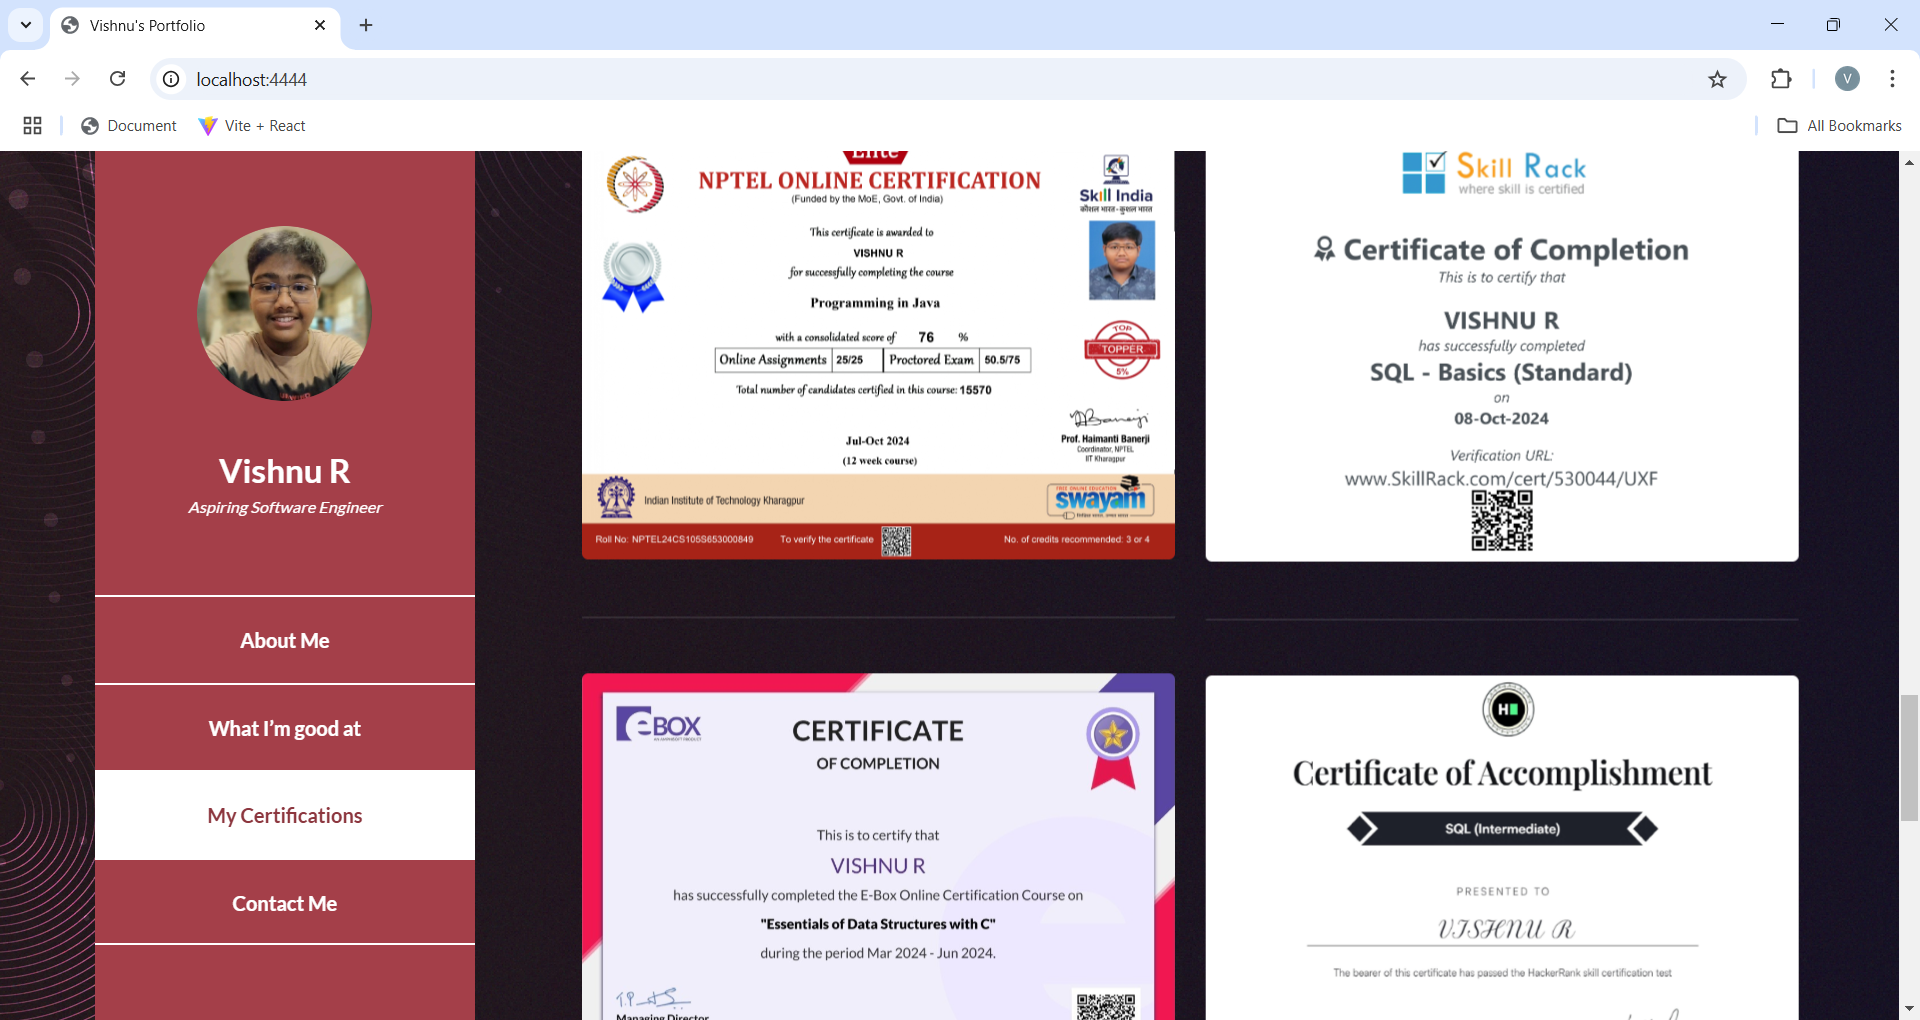 Vishnu's Portfolio
localhost:4444
V
Document
Vite + React
All Bookmarks
Vishnu R
Aspiring Software Engineer
About Me
What I'm good at
My Certifications
Contact Me
Elite
NPTEL ONLINE CERTIFICATION
(Funded by the MoE, Govt. of India)
Skill India
कौशल भारत - कुशल भारत
This certificate is awarded to
VISHNU R
for successfully completing the course
Programming in Java
with a consolidated score of 76 %
Online Assignments 25/25 Proctored Exam 50.5/75
Total number of candidates certified in this course: 15570
TOP
TOPPER
5%
Jul-Oct 2024
(12 week course)
Prof. Haimanti Banerji
Coordinator, NPTEL
IIT Kharagpur
Indian Institute of Technology Kharagpur
FREE ONLINE EDUCATION
swayam
Roll No: NPTEL24CS105S653000849
To verify the certificate
No. of credits recommended: 3 or 4
Skill Rack
where skill is certified
Certificate of Completion
This is to certify that
VISHNU R
has successfully completed
SQL - Basics (Standard)
on
08-Oct-2024
Verification URL:
www.SkillRack.com/cert/530044/UXF
e-BOX
CERTIFICATE
OF COMPLETION
This is to certify that
VISHNU R
has successfully completed the E-Box Online Certification Course on
"Essentials of Data Structures with C"
during the period Mar 2024 - Jun 2024.
Managing Director
H
Certificate of Accomplishment
SQL (Intermediate)
PRESENTED TO
VISHNU R
The bearer of this certificate has passed the HackerRank skill certification test